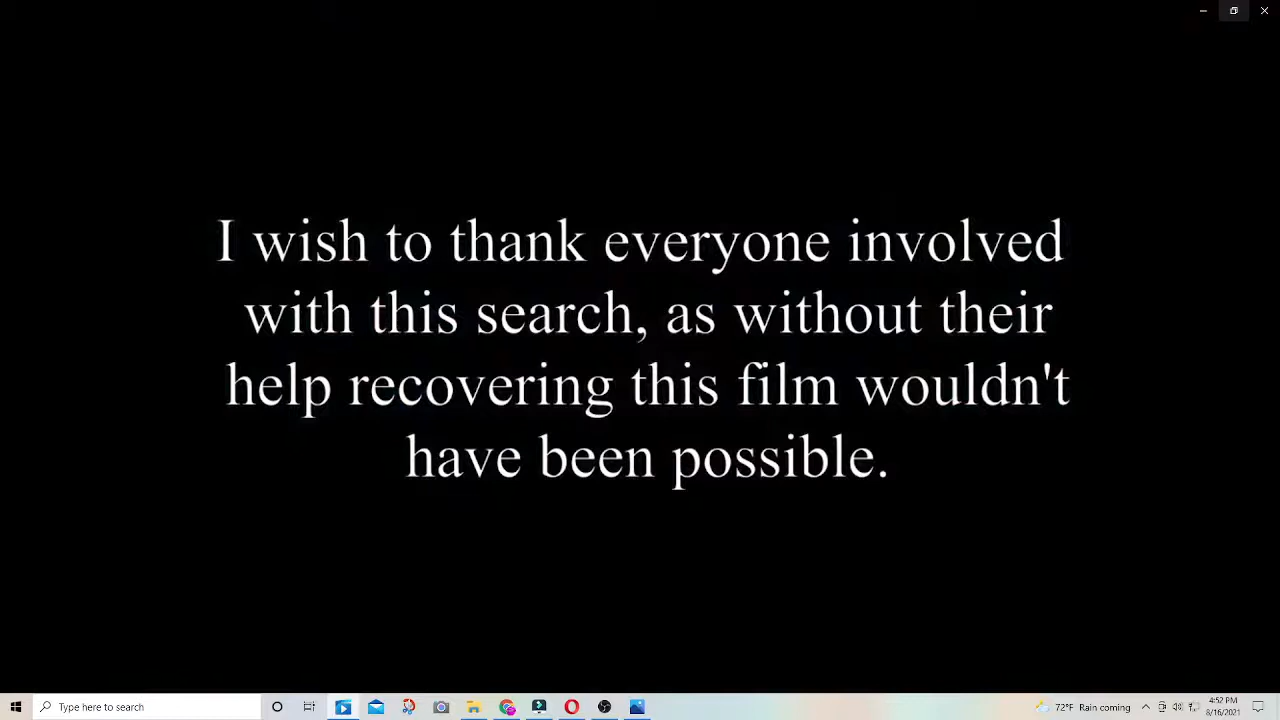 I wish to thank everyone involved
with this search, as without their
help recovering this film wouldn't
have been possible.
Type here to search
72°F Rain coming
4:52 PM
8/16/2021